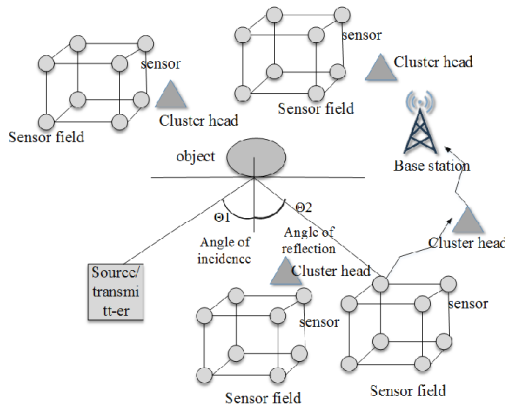 sensor
Sensor field
Cluster head
sensor
Sensor field
Cluster head
Base station
object
Θ1
Θ2
Angle of
incidence
Angle of
reflection
Cluster head
Source/
transmi
tt-er
Cluster head
sensor
Sensor field
sensor
Sensor field